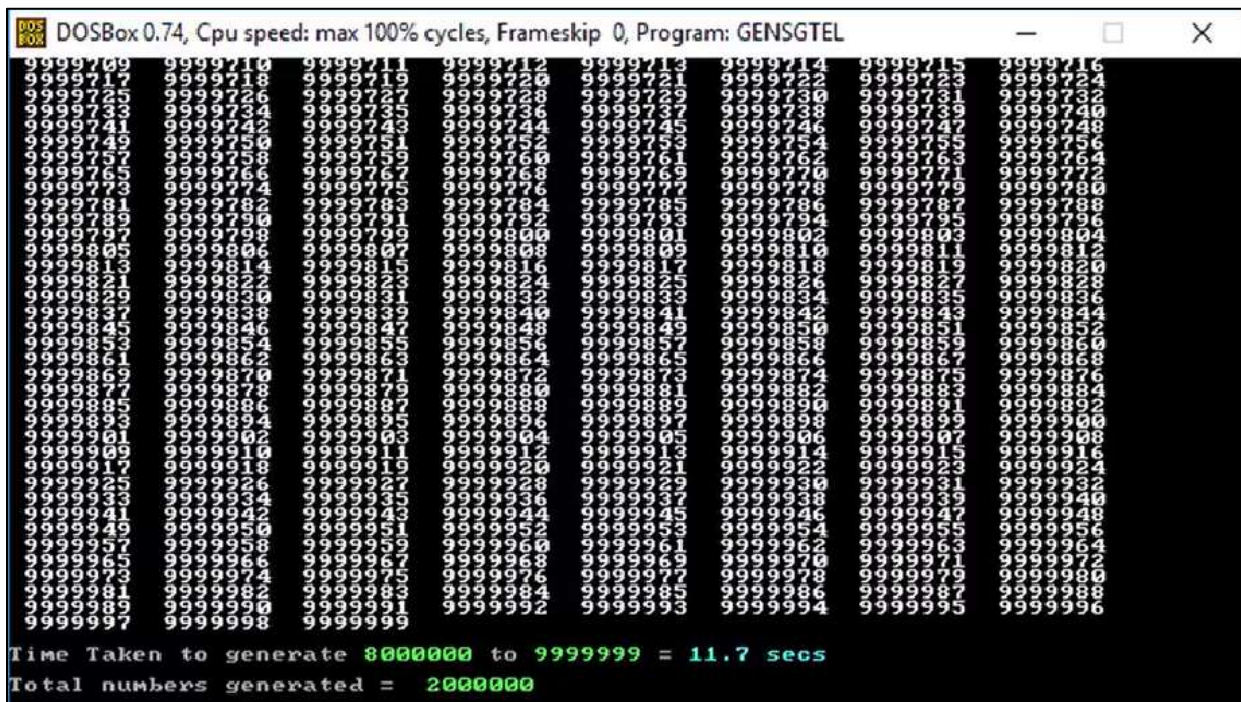 DOSBox 0.74, Cpu speed: max 100% cycles, Frameskip 0, Program: GENSGTEL
9999709 9999710 9999711 9999712 9999713 9999714 9999715 9999716
9999717 9999718 9999719 9999720 9999721 9999722 9999723 9999724
9999725 9999726 9999727 9999728 9999729 9999730 9999731 9999732
9999733 9999734 9999735 9999736 9999737 9999738 9999739 9999740
9999741 9999742 9999743 9999744 9999745 9999746 9999747 9999748
9999749 9999750 9999751 9999752 9999753 9999754 9999755 9999756
9999757 9999758 9999759 9999760 9999761 9999762 9999763 9999764
9999765 9999766 9999767 9999768 9999769 9999770 9999771 9999772
9999773 9999774 9999775 9999776 9999777 9999778 9999779 9999780
9999781 9999782 9999783 9999784 9999785 9999786 9999787 9999788
9999789 9999790 9999791 9999792 9999793 9999794 9999795 9999796
9999797 9999798 9999799 9999800 9999801 9999802 9999803 9999804
9999805 9999806 9999807 9999808 9999809 9999810 9999811 9999812
9999813 9999814 9999815 9999816 9999817 9999818 9999819 9999820
9999821 9999822 9999823 9999824 9999825 9999826 9999827 9999828
9999829 9999830 9999831 9999832 9999833 9999834 9999835 9999836
9999837 9999838 9999839 9999840 9999841 9999842 9999843 9999844
9999845 9999846 9999847 9999848 9999849 9999850 9999851 9999852
9999853 9999854 9999855 9999856 9999857 9999858 9999859 9999860
9999861 9999862 9999863 9999864 9999865 9999866 9999867 9999868
9999869 9999870 9999871 9999872 9999873 9999874 9999875 9999876
9999877 9999878 9999879 9999880 9999881 9999882 9999883 9999884
9999885 9999886 9999887 9999888 9999889 9999890 9999891 9999892
9999893 9999894 9999895 9999896 9999897 9999898 9999899 9999900
9999901 9999902 9999903 9999904 9999905 9999906 9999907 9999908
9999909 9999910 9999911 9999912 9999913 9999914 9999915 9999916
9999917 9999918 9999919 9999920 9999921 9999922 9999923 9999924
9999925 9999926 9999927 9999928 9999929 9999930 9999931 9999932
9999933 9999934 9999935 9999936 9999937 9999938 9999939 9999940
9999941 9999942 9999943 9999944 9999945 9999946 9999947 9999948
9999949 9999950 9999951 9999952 9999953 9999954 9999955 9999956
9999957 9999958 9999959 9999960 9999961 9999962 9999963 9999964
9999965 9999966 9999967 9999968 9999969 9999970 9999971 9999972
9999973 9999974 9999975 9999976 9999977 9999978 9999979 9999980
9999981 9999982 9999983 9999984 9999985 9999986 9999987 9999988
9999989 9999990 9999991 9999992 9999993 9999994 9999995 9999996
9999997 9999998 9999999
Time Taken to generate 8000000 to 9999999 = 11.7 secs
Total numbers generated = 2000000